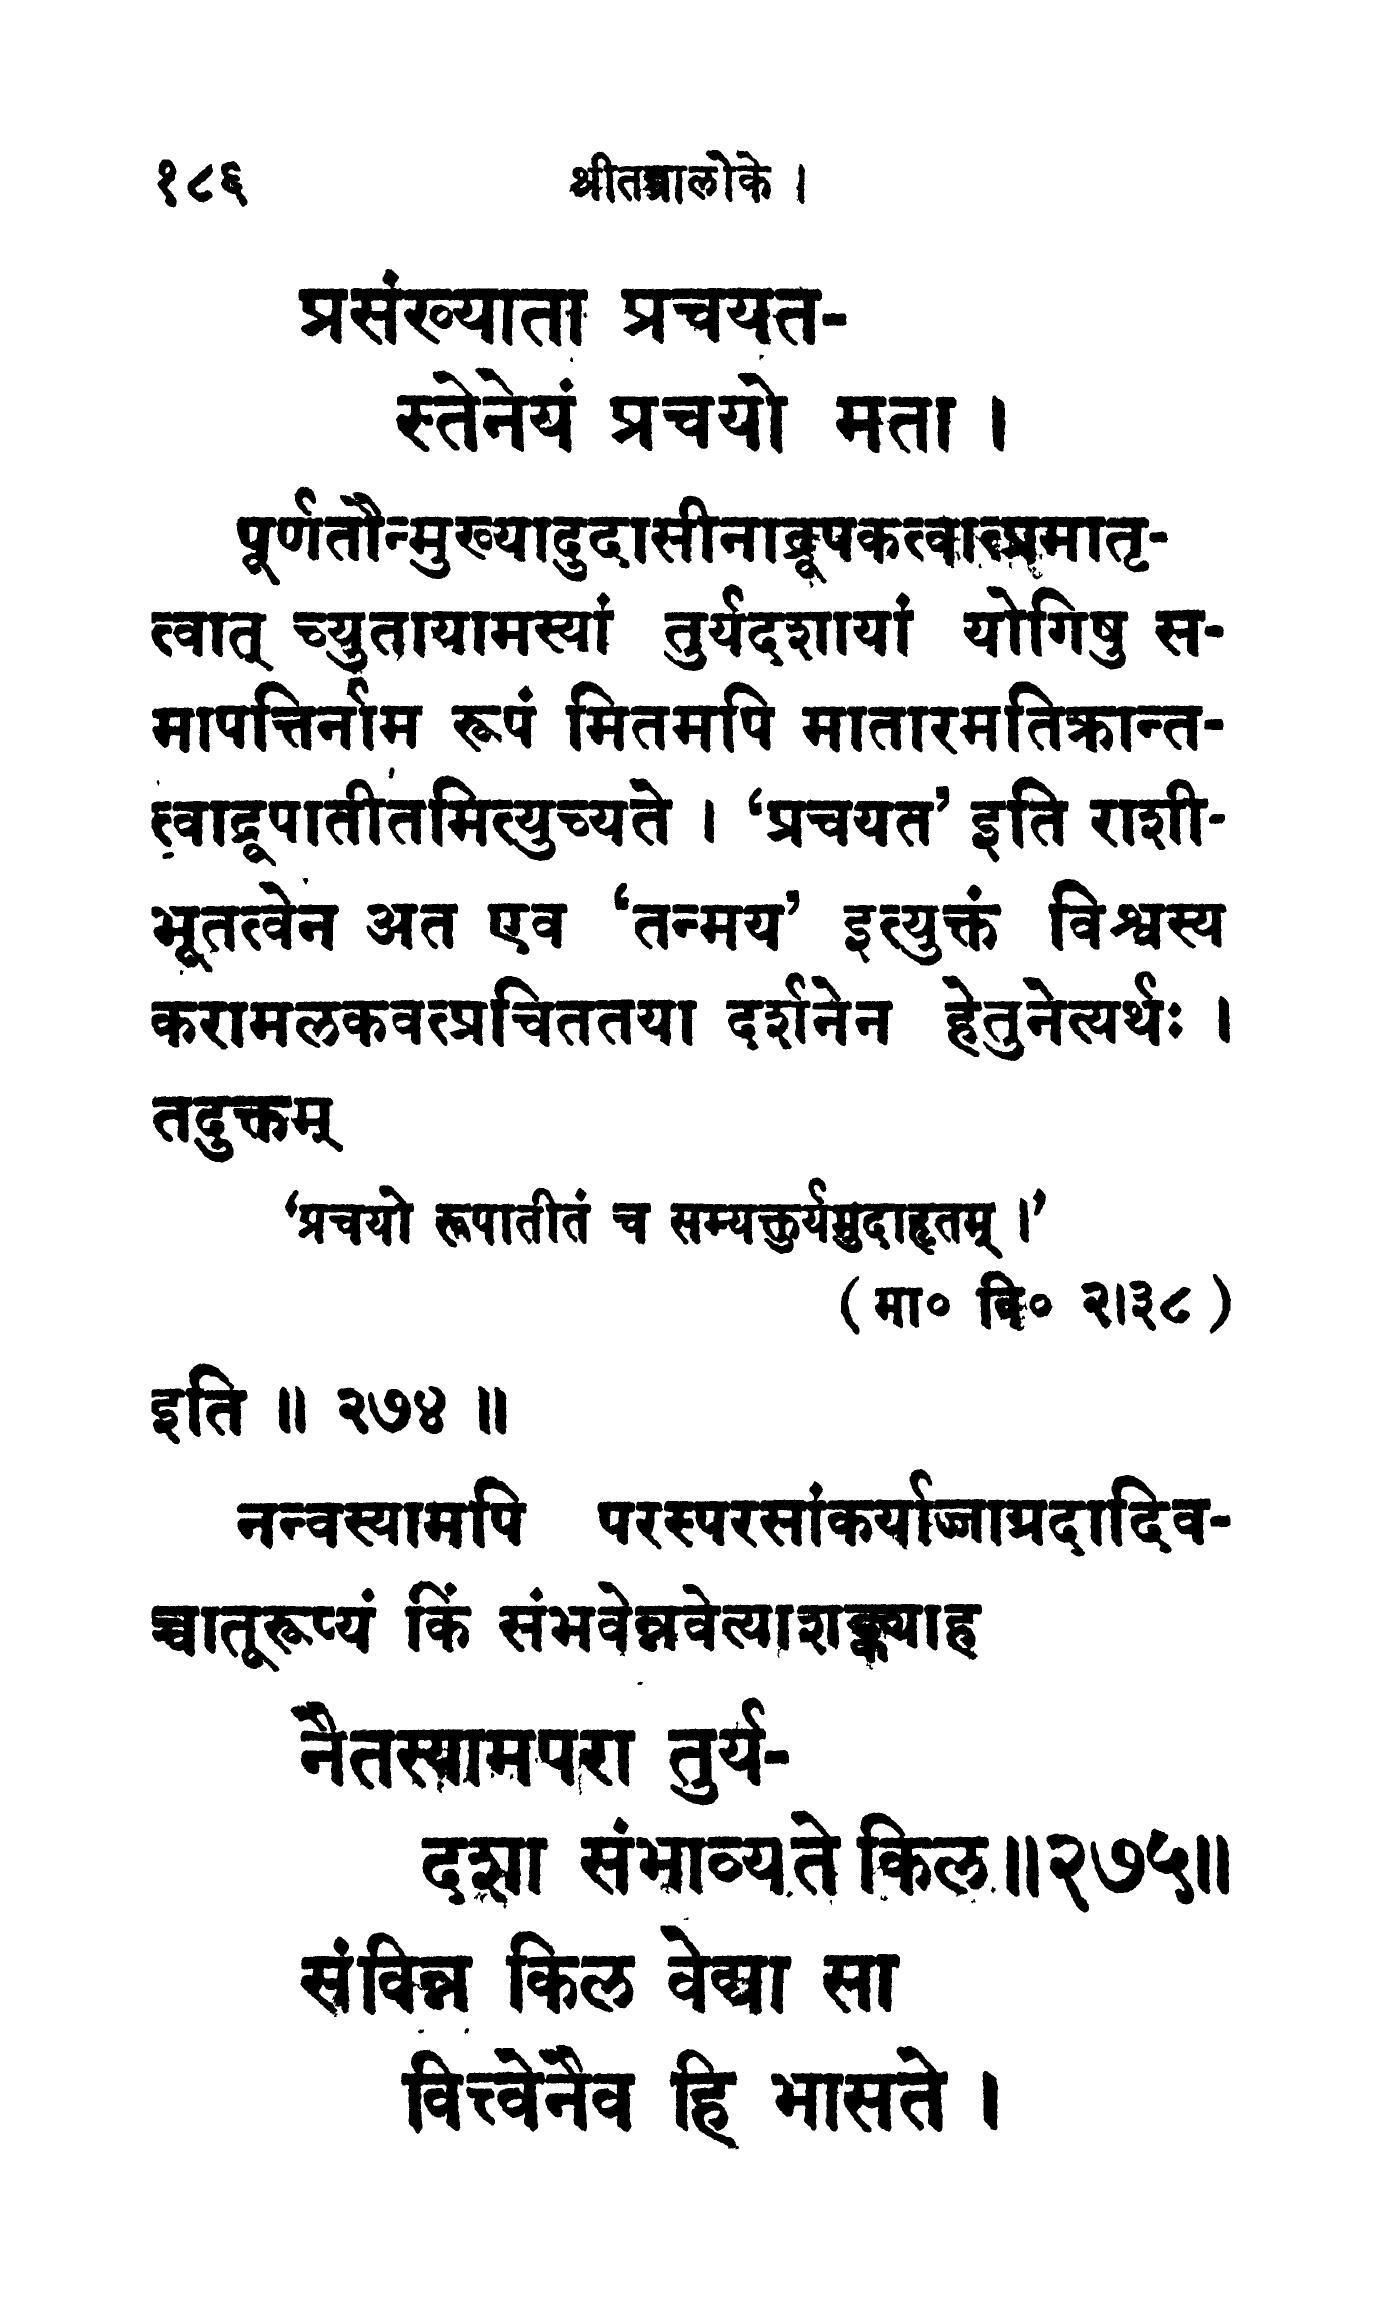 १८६ श्रीतन्त्रालोके ।
प्रसंख्याता प्रचयत-
स्तेनेयं प्रचयो मता ।
पूर्णतौन्मुख्यादुदासीनाद्रूपकत्वात्प्रमातृ-
त्वात् च्युतायामस्यां तुर्यदशायां योगिषु स-
मापत्तिर्नाम रूपं मितमपि मातारमतिक्रान्त-
त्वाद्रूपातीतमित्युच्यते । ‘प्रचयत’ इति राशी-
भूतत्वेन अत एव ‘तन्मय’ इत्युक्तं विश्वस्य
करामलकवत्प्रचिततया दर्शनेन हेतुनेत्यर्थः ।
तदुक्तम्
‘प्रचयो रूपातीतं च सम्यक्तुर्यमुदाहृतम् ।’
( मा० वि० २।३८ )
इति ॥ २७४ ॥
नन्वस्यामपि परस्परसांकर्याज्जाग्रदादिव-
च्चातूरूप्यं किं संभवेन्नवेत्याशङ्क्याह
नैतस्यामपरा तुर्य-
दशा संभाव्यते किल॥२७५॥
संविन्न किल वेद्या सा
वित्त्वेनैव हि भासते ।